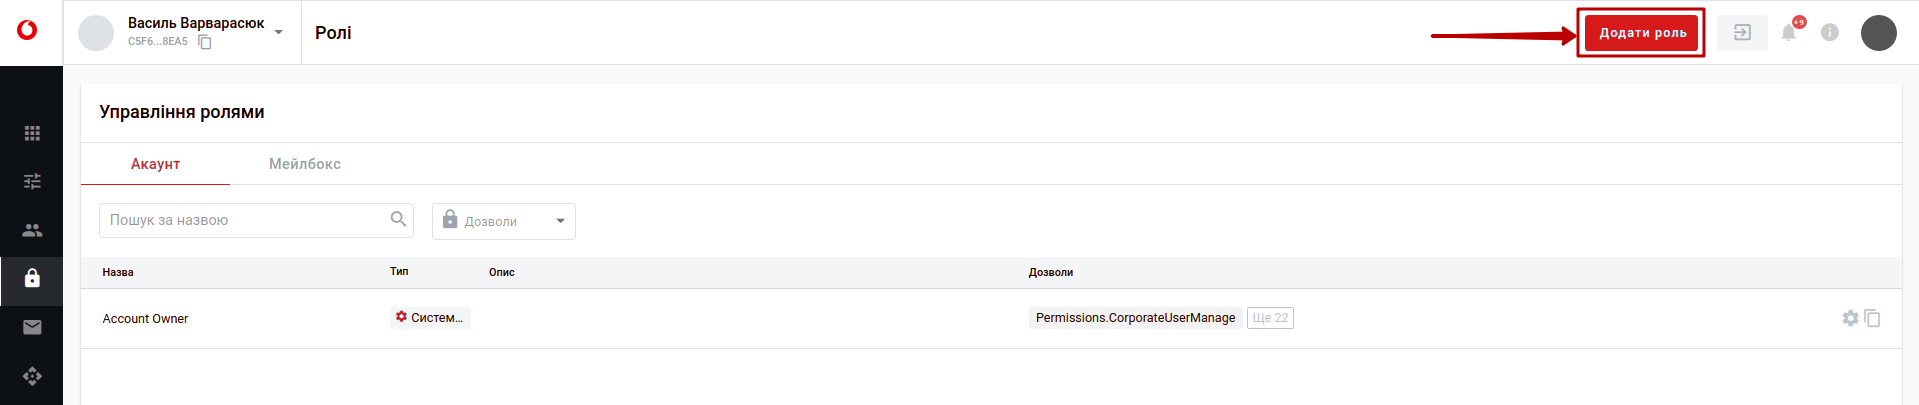 Василь Варварасюк
C5F6...8EA5
Ролі
Додати роль
+9
Управління ролями
Акаунт
Мейлбокс
Пошук за назвою
Дозволи
Назва
Тип
Опис
Дозволи
Account Owner
Систем...
Permissions.CorporateUserManage
Ще 22